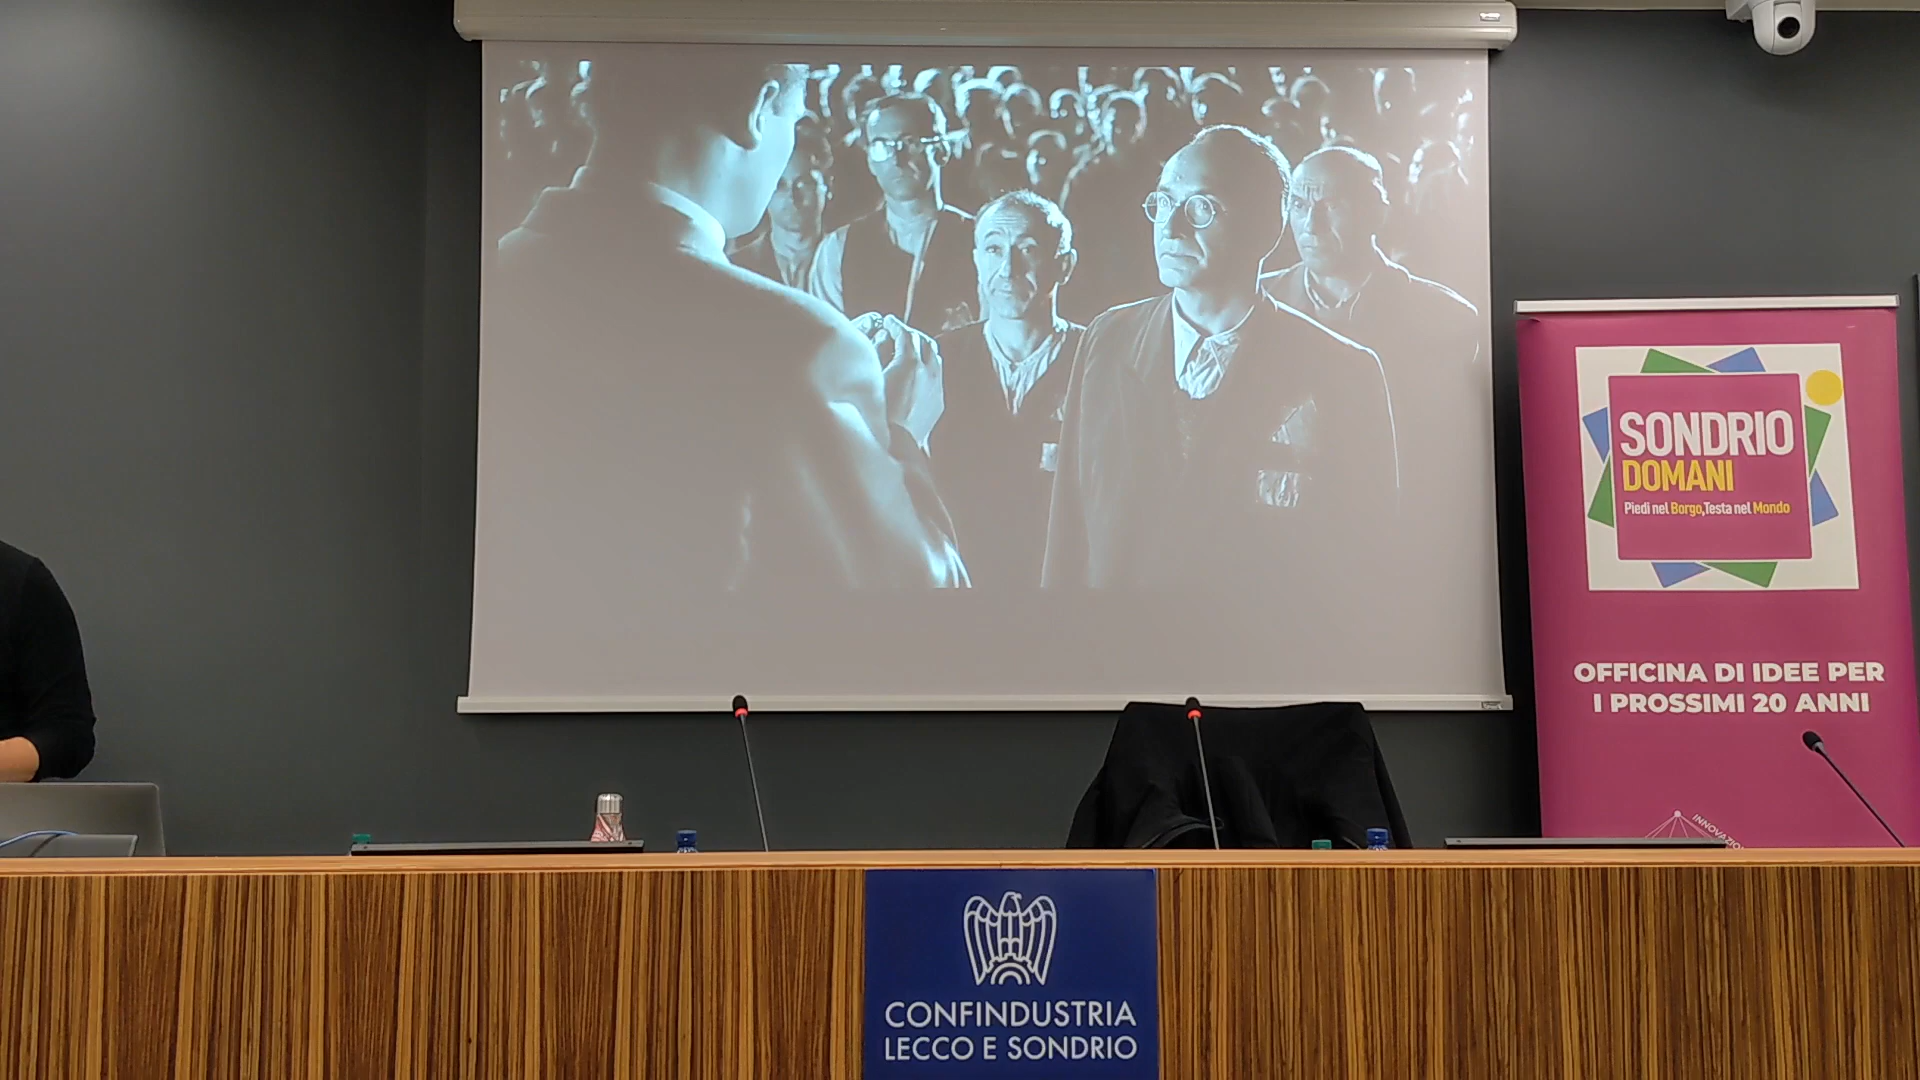 SONDRIO
DOMANI
Piedi nel Borgo,Testa nel Mondo
OFFICINA DI IDEE PER
I PROSSIMI 20 ANNI
CONFINDUSTRIA
LECCO E SONDRIO